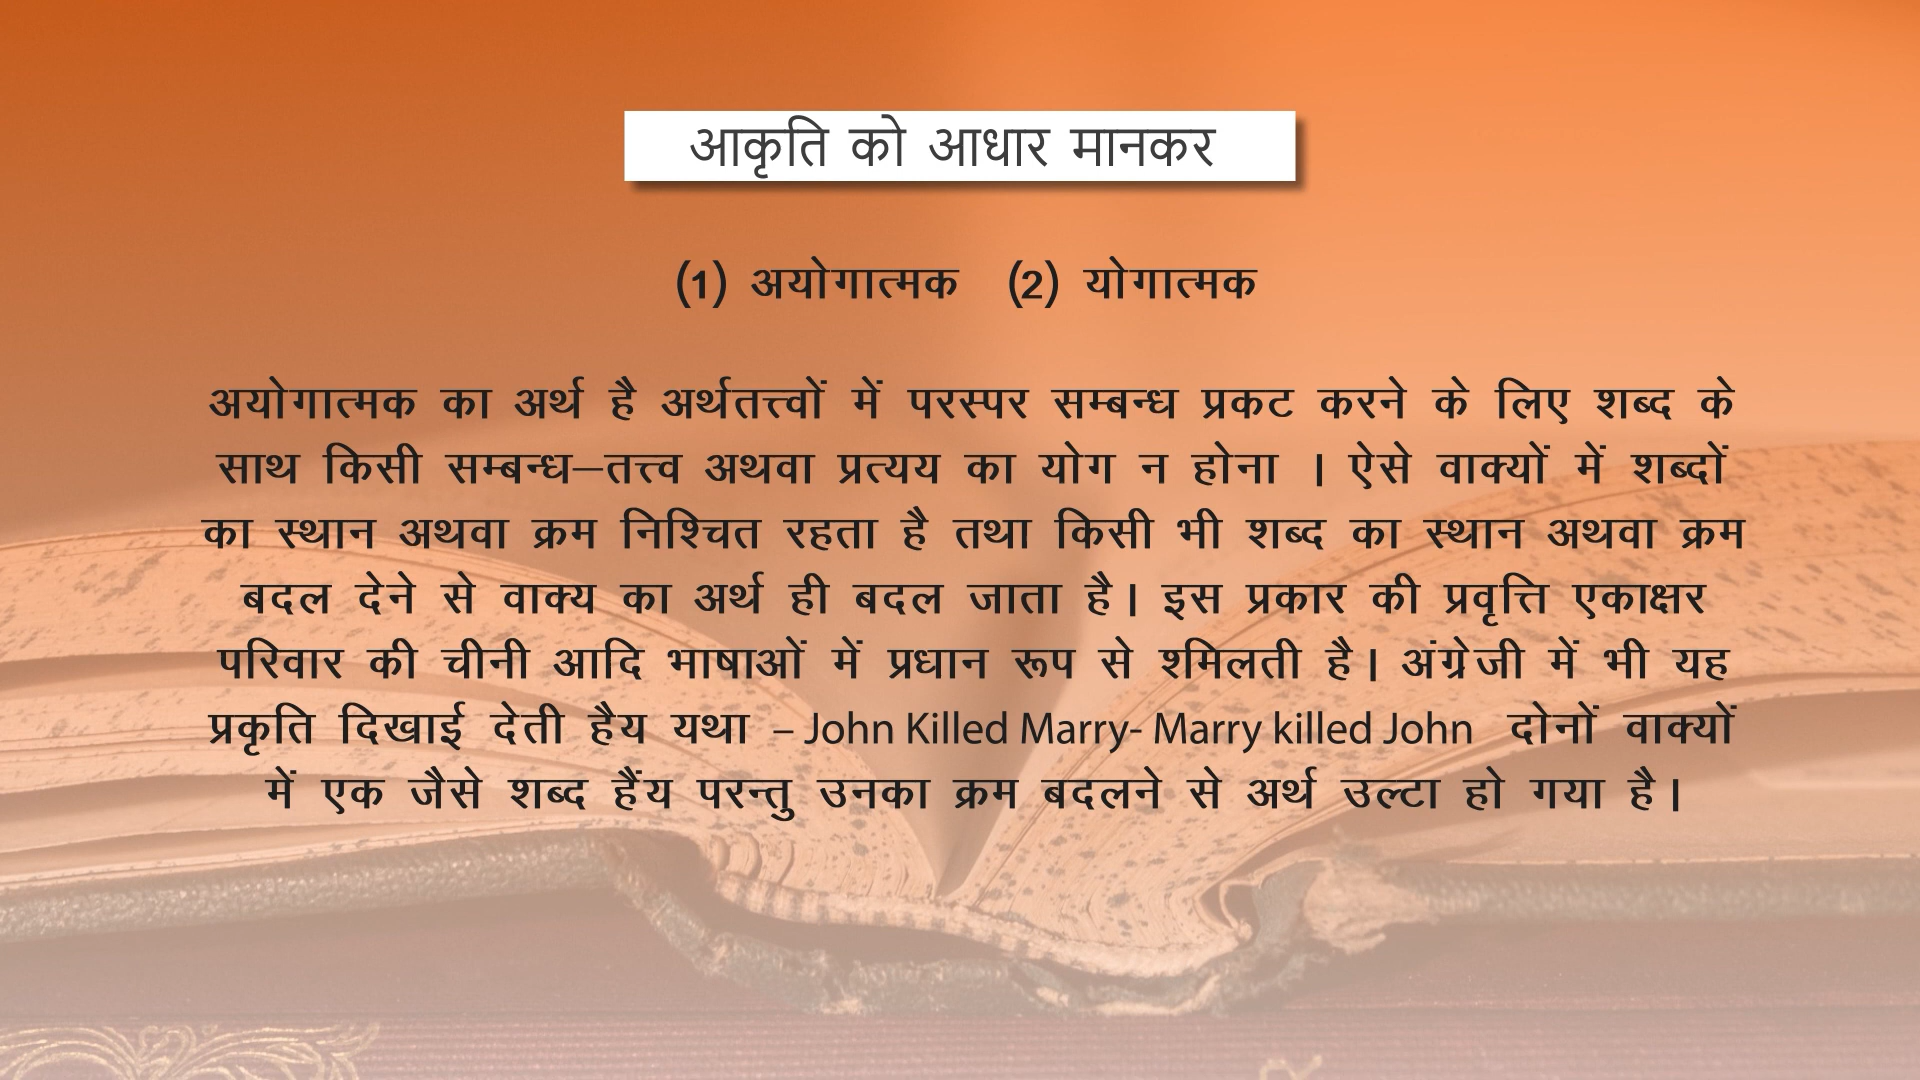 आकृति को आधार मानकर
(1) अयोगात्मक (2) योगात्मक
अयोगात्मक का अर्थ है अर्थतत्त्वों में परस्पर सम्बन्ध प्रकट करने के लिए शब्द के
साथ किसी सम्बन्ध–तत्त्व अथवा प्रत्यय का योग न होना । ऐसे वाक्यों में शब्दों
का स्थान अथवा क्रम निश्चित रहता है तथा किसी भी शब्द का स्थान अथवा क्रम
बदल देने से वाक्य का अर्थ ही बदल जाता है। इस प्रकार की प्रवृत्ति एकाक्षर
परिवार की चीनी आदि भाषाओं में प्रधान रूप से श्मिलती है। अंग्रेजी में भी यह
प्रकृति दिखाई देती हैय यथा – John Killed Marry- Marry killed John दोनों वाक्यों
में एक जैसे शब्द हैंय परन्तु उनका क्रम बदलने से अर्थ उल्टा हो गया है।